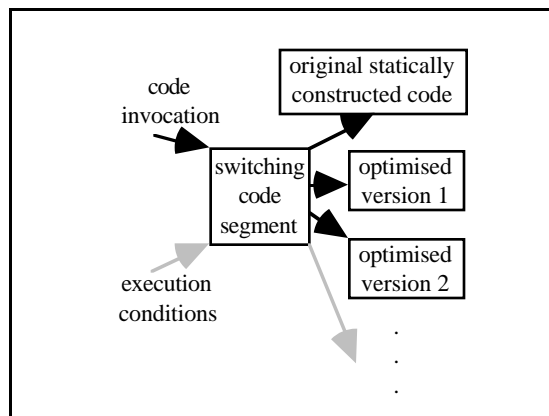 code
invocation
original statically
constructed code
switching
code
segment
optimised
version 1
optimised
version 2
execution
conditions
.
.
.